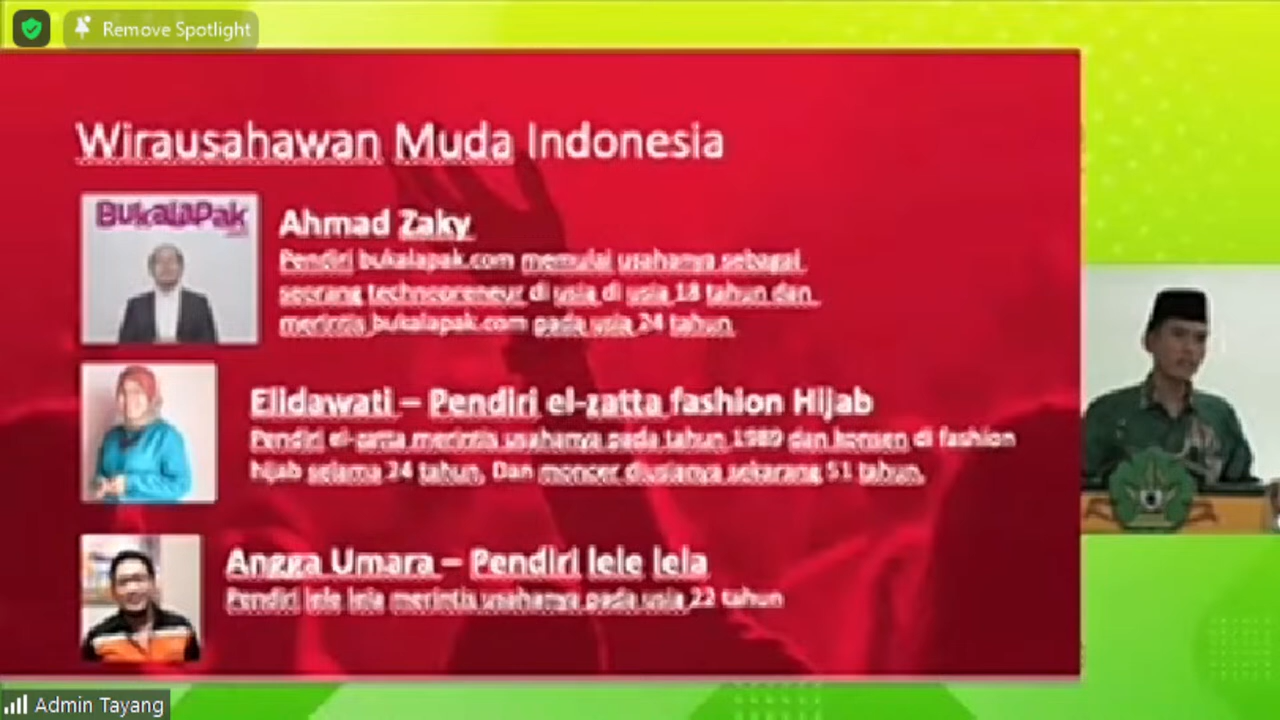 Remove Spotlight
Wirausahawan Muda Indonesia
BukalaPak
Ahmad Zaky
Pendiri bukalapak.com memulai usahanya sebagai
seorang technopreneur di usia di usia 18 tahun dan
merintis bukalapak.com pada usia 24 tahun.
Elidawati – Pendiri el-zatta fashion Hijab
Pendiri el-zatta merintis usahanya pada tahun 1989 dan konsen di fashion
hijab selama 24 tahun. Dan moncer diusianya sekarang 51 tahun.
Angga Umara – Pendiri lele lela
Pendiri lele lela merintis usahanya pada usia 22 tahun
Admin Tayang